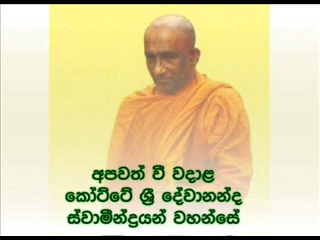 අපවත් වී වදාළ
කෝට්ටේ ශ්‍රී දේවානන්ද
ස්වාමීන්ද්‍රයන් වහන්සේ